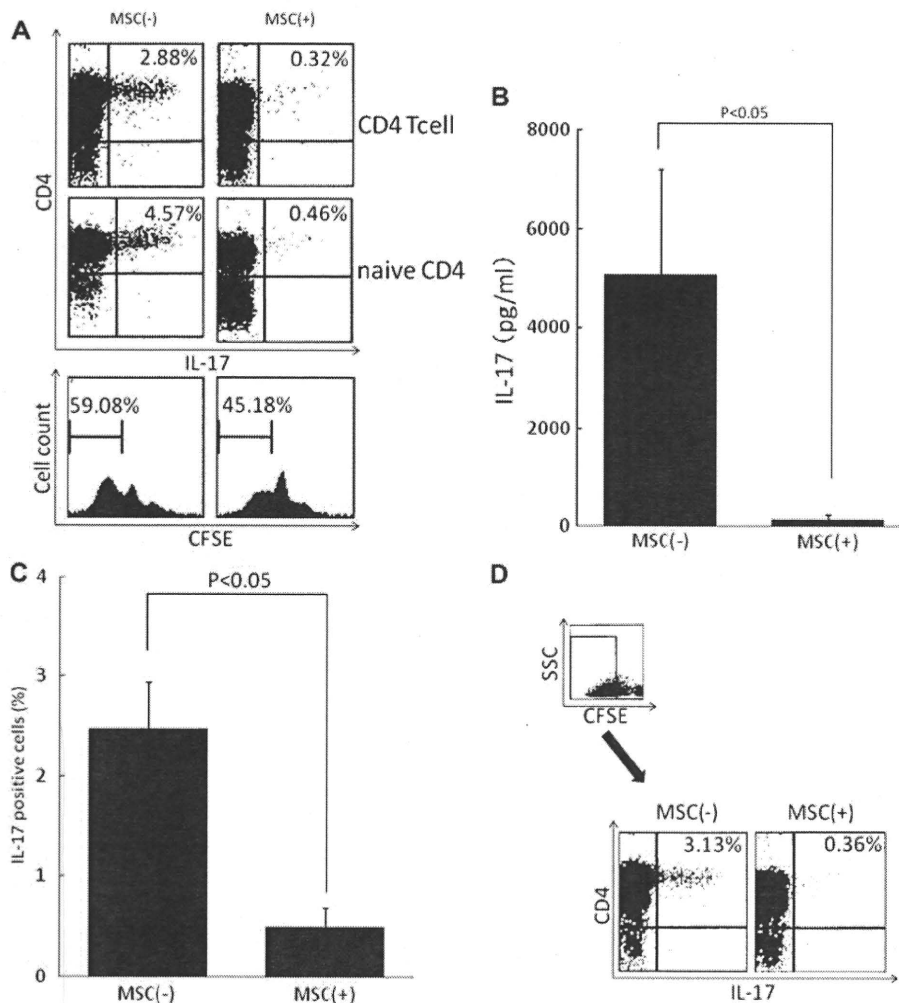 A
MSC(-)
MSC(+)
2.88%
0.32%
CD4 Tcell
4.57%
0.46%
naive CD4
CD4
IL-17
59.08%
45.18%
Cell count
CFSE
B
P<0.05
8000
6000
4000
2000
0
IL-17 (pg/ml)
MSC(-)
MSC(+)
C
P<0.05
4
3
2
1
0
IL-17 positive cells (%)
MSC(-)
MSC(+)
D
SSC
CFSE
MSC(-)
MSC(+)
3.13%
0.36%
CD4
IL-17